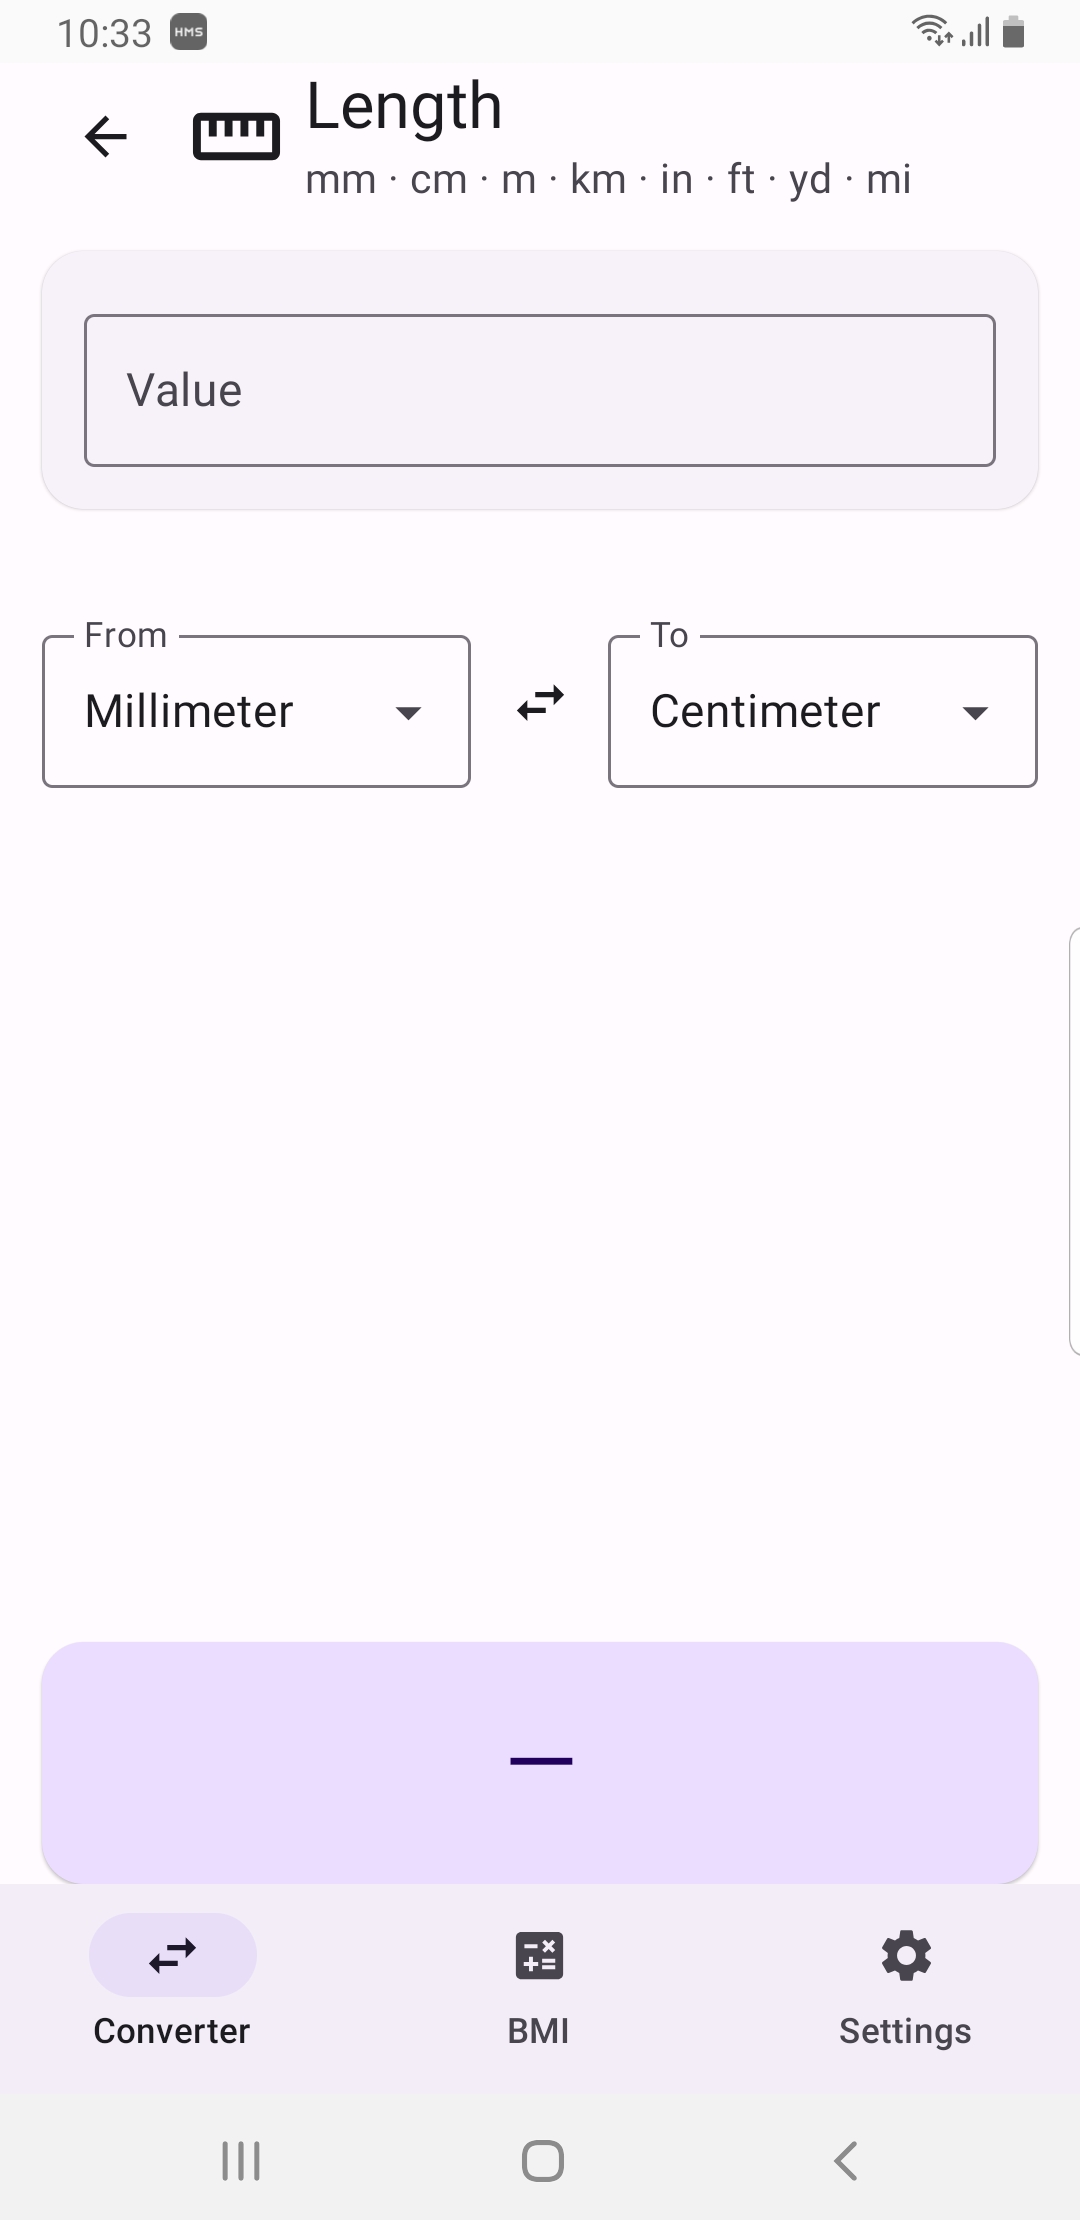 10:33 HMS
Length
mm · cm · m · km · in · ft · yd · mi
Value
From To
Millimeter Centimeter
—
Converter BMI Settings